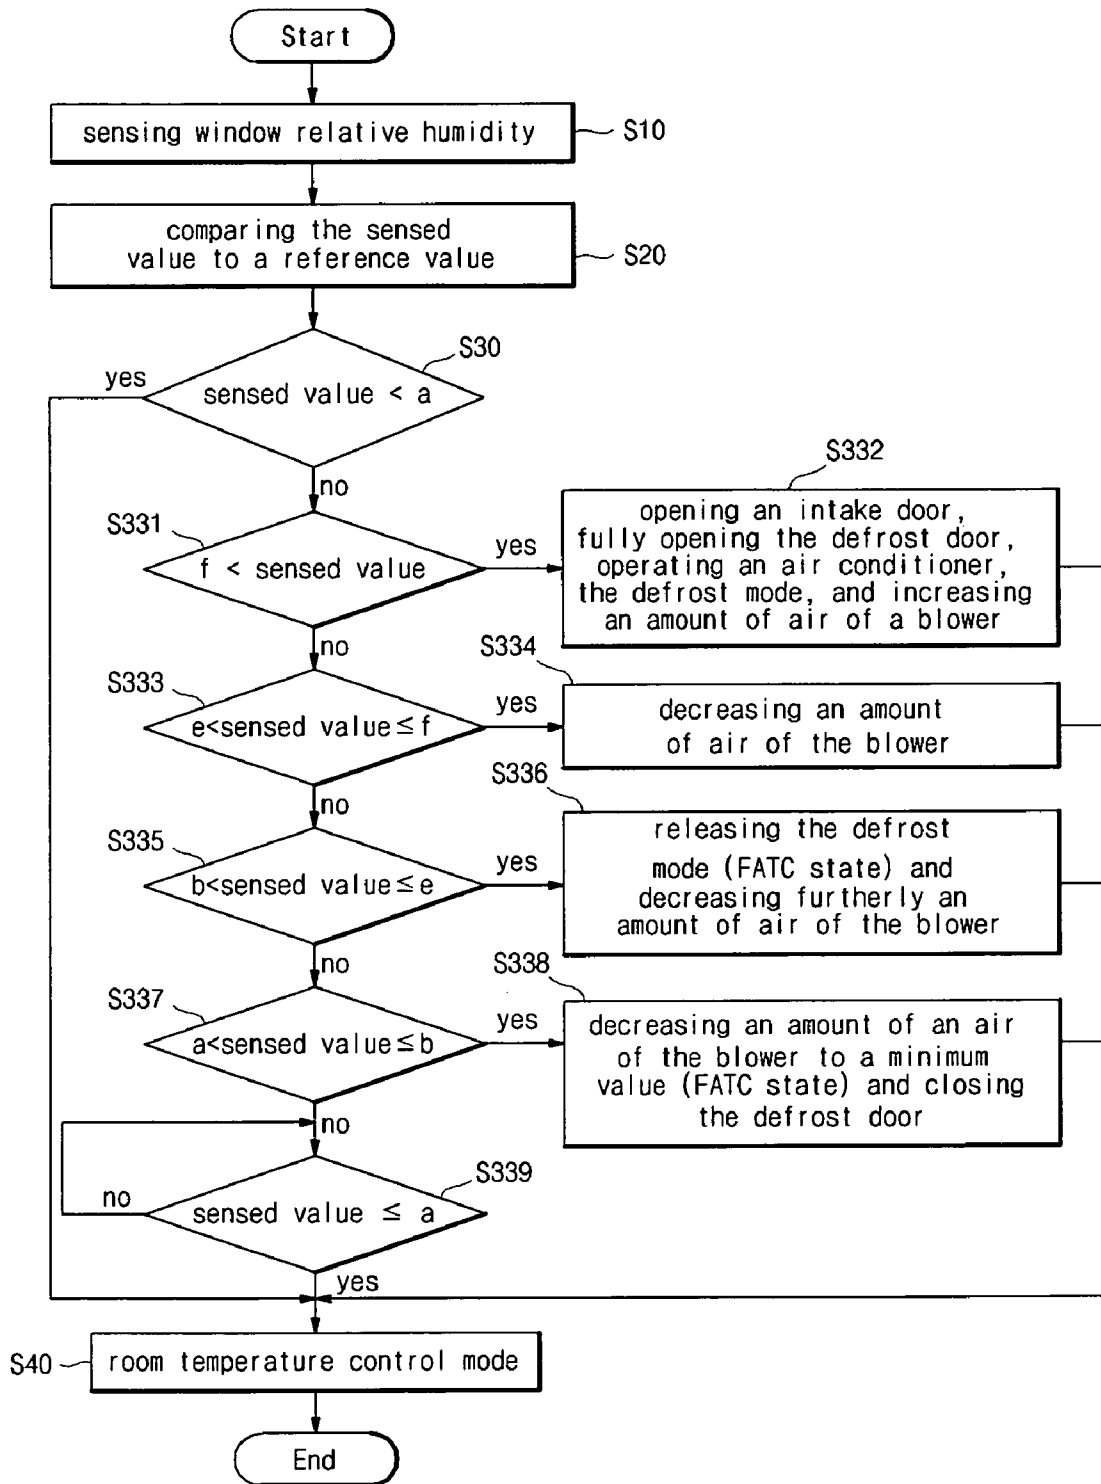 Start
sensing window relative humidity
S10
comparing the sensed
value to a reference value
S20
S30
yes
sensed value < a
no
S331
f < sensed value
yes
S332
opening an intake door,
fully opening the defrost door,
operating an air conditioner,
the defrost mode, and increasing
an amount of air of a blower
no
S333
e<sensed value≤f
yes
S334
decreasing an amount
of air of the blower
no
S335
b<sensed value≤e
yes
S336
releasing the defrost
mode (FATC state) and
decreasing furtherly an
amount of air of the blower
no
S337
a<sensed value≤b
yes
S338
decreasing an amount of an air
of the blower to a minimum
value (FATC state) and closing
the defrost door
no
no
sensed value ≤ a
S339
yes
S40
room temperature control mode
End